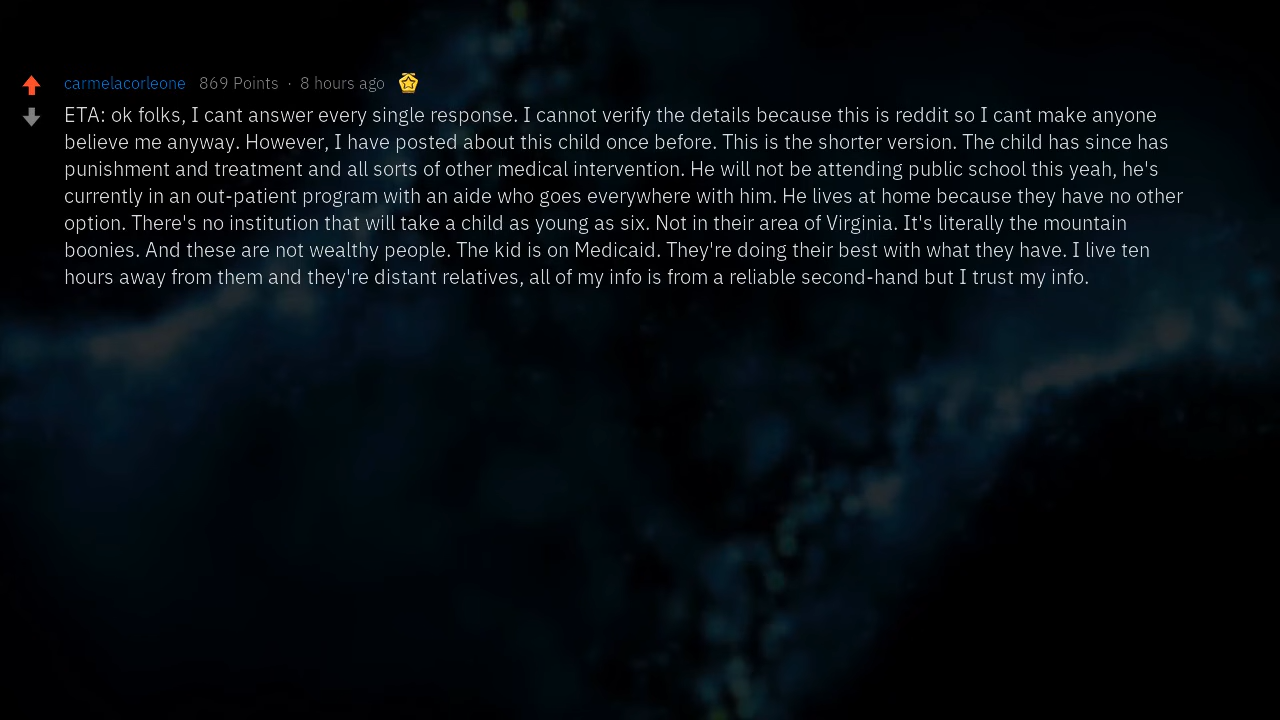 carmelacorleone 869 Points · 8 hours ago
ETA: ok folks, I cant answer every single response. I cannot verify the details because this is reddit so I cant make anyone
believe me anyway. However, I have posted about this child once before. This is the shorter version. The child has since has
punishment and treatment and all sorts of other medical intervention. He will not be attending public school this yeah, he's
currently in an out-patient program with an aide who goes everywhere with him. He lives at home because they have no other
option. There's no institution that will take a child as young as six. Not in their area of Virginia. It's literally the mountain
boonies. And these are not wealthy people. The kid is on Medicaid. They're doing their best with what they have. I live ten
hours away from them and they're distant relatives, all of my info is from a reliable second-hand but I trust my info.